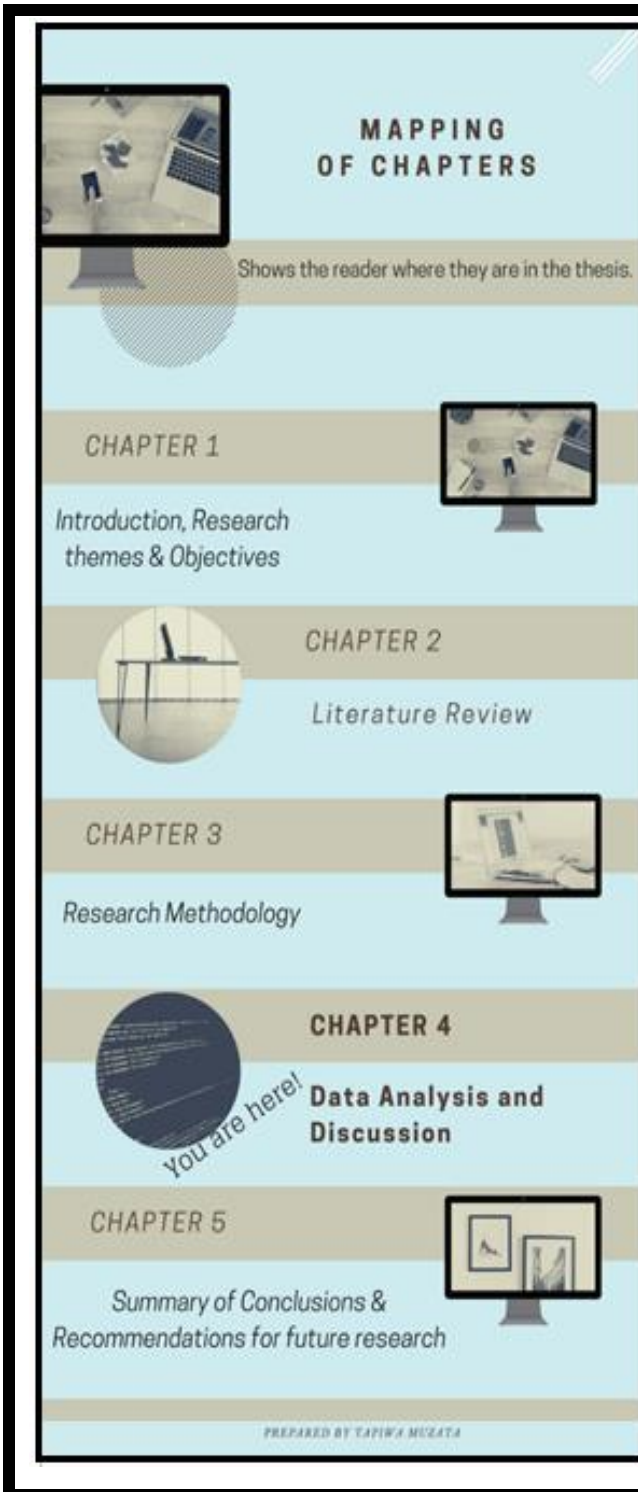 MAPPING
OF CHAPTERS
Shows the reader where they are in the thesis.
CHAPTER 1
Introduction, Research
themes & Objectives
CHAPTER 2
Literature Review
CHAPTER 3
Research Methodology
CHAPTER 4
You are here!
Data Analysis and
Discussion
CHAPTER 5
Summary of Conclusions &
Recommendations for future research
PREPARED BY TAPIWA MUZATA